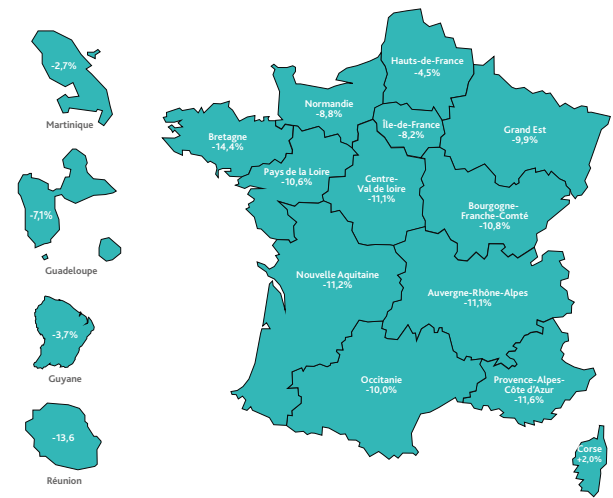 -2,7%
Martinique
-7,1%
Guadeloupe
-3,7%
Guyane
-13,6
Réunion
Hauts-de-France
-4,5%
Normandie
-8,8%
Île-de-France
-8,2%
Grand Est
-9,9%
Bretagne
-14,4%
Pays de la Loire
-10,6%
Centre-
Val de loire
-11,1%
Bourgogne-
Franche-Comté
-10,8%
Nouvelle Aquitaine
-11,2%
Auvergne-Rhône-Alpes
-11,1%
Occitanie
-10,0%
Provence-Alpes-
Côte d'Azur
-11,6%
Corse
+2,0%